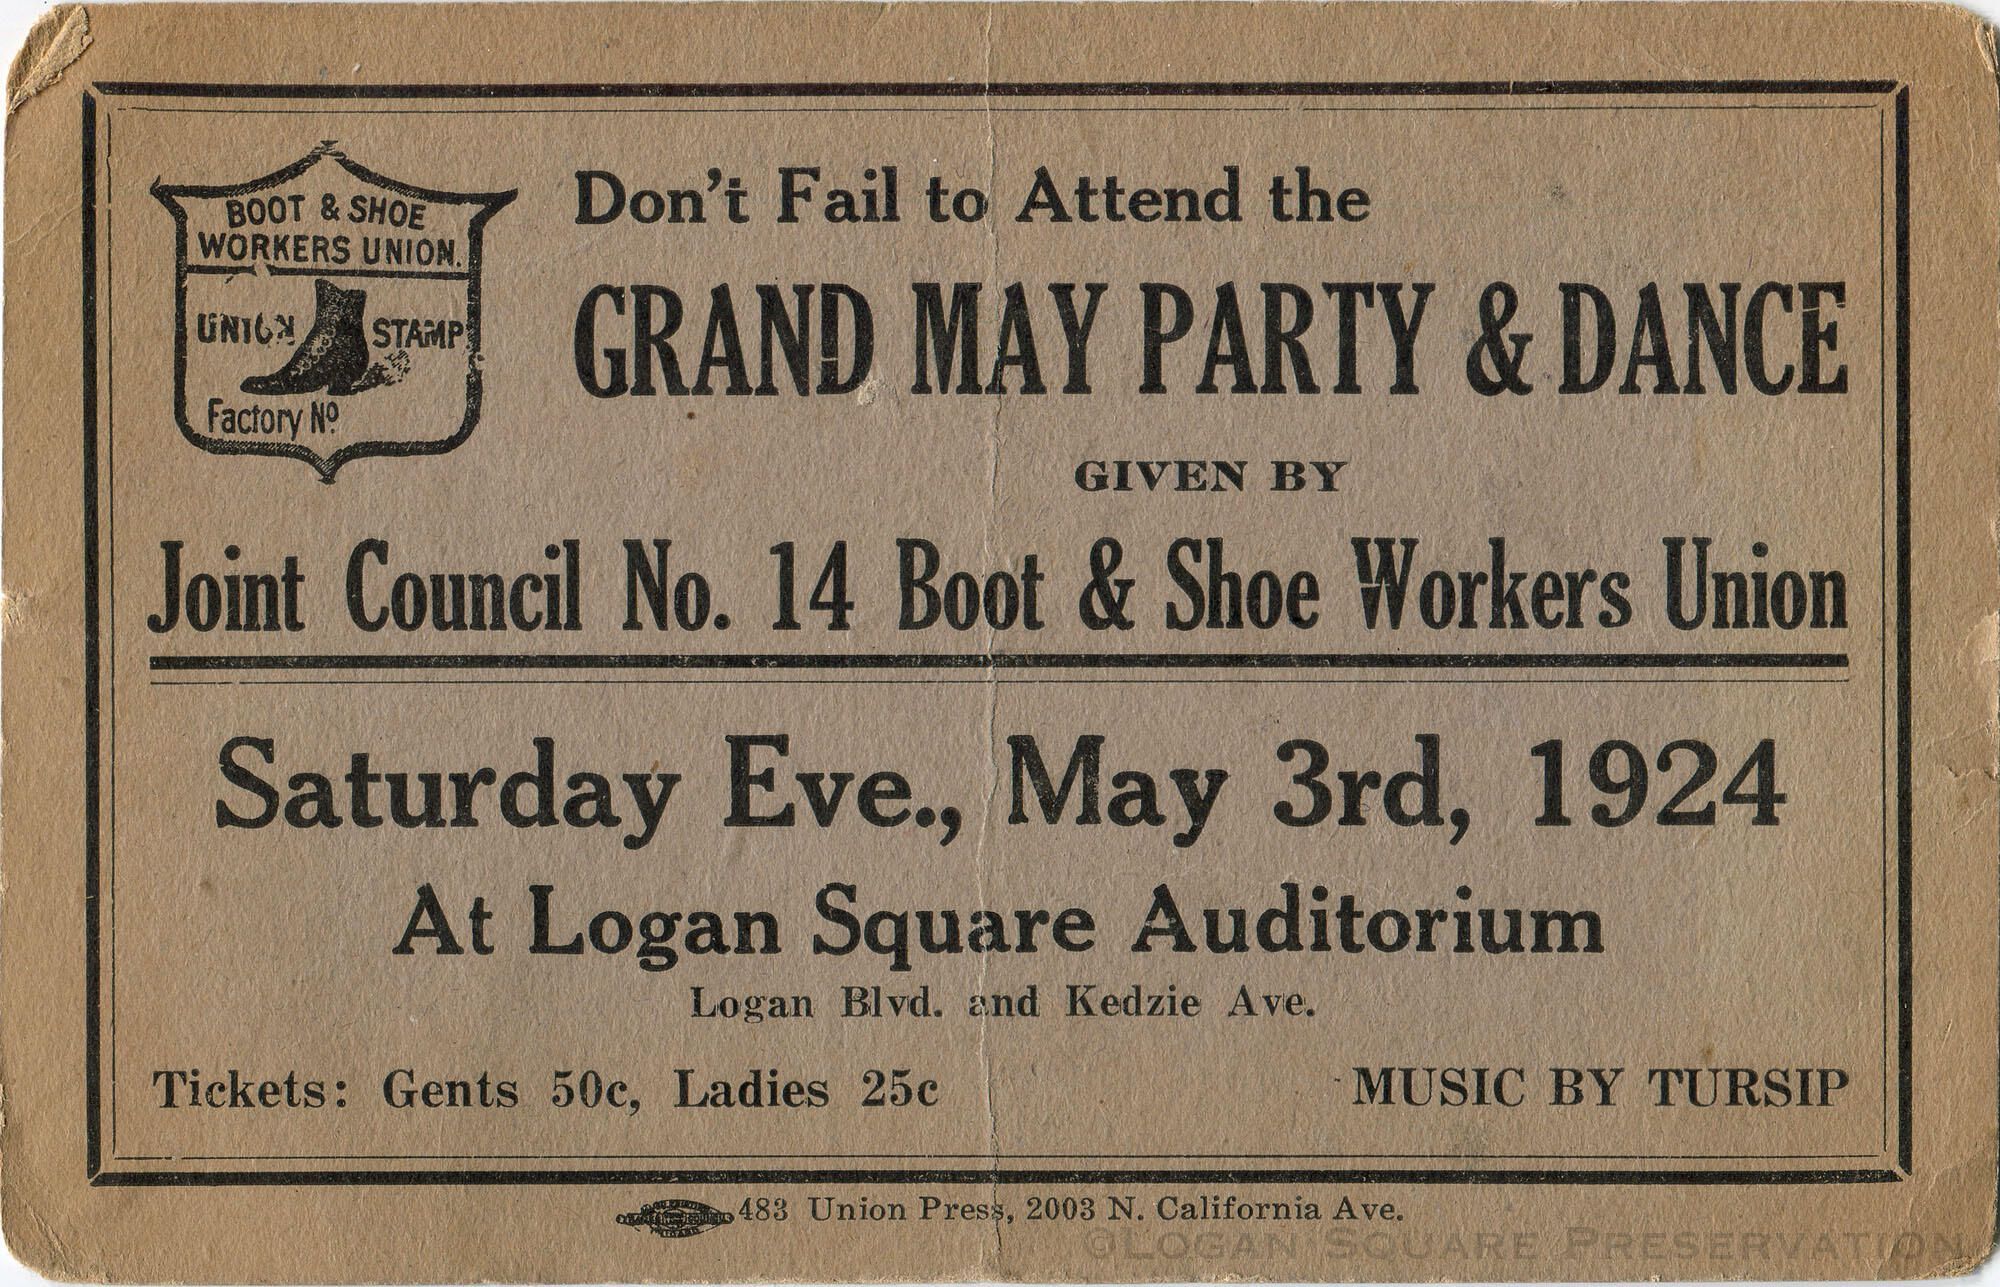 BOOT & SHOE
WORKERS UNION.
UNION STAMP
Factory Nº
Don't Fail to Attend the
GRAND MAY PARTY & DANCE
GIVEN BY
Joint Council No. 14 Boot & Shoe Workers Union
Saturday Eve., May 3rd, 1924
At Logan Square Auditorium
Logan Blvd. and Kedzie Ave.
Tickets: Gents 50c, Ladies 25c
MUSIC BY TURSIP
483 Union Press, 2003 N. California Ave.
©LOGAN SQUARE PRESERVATION